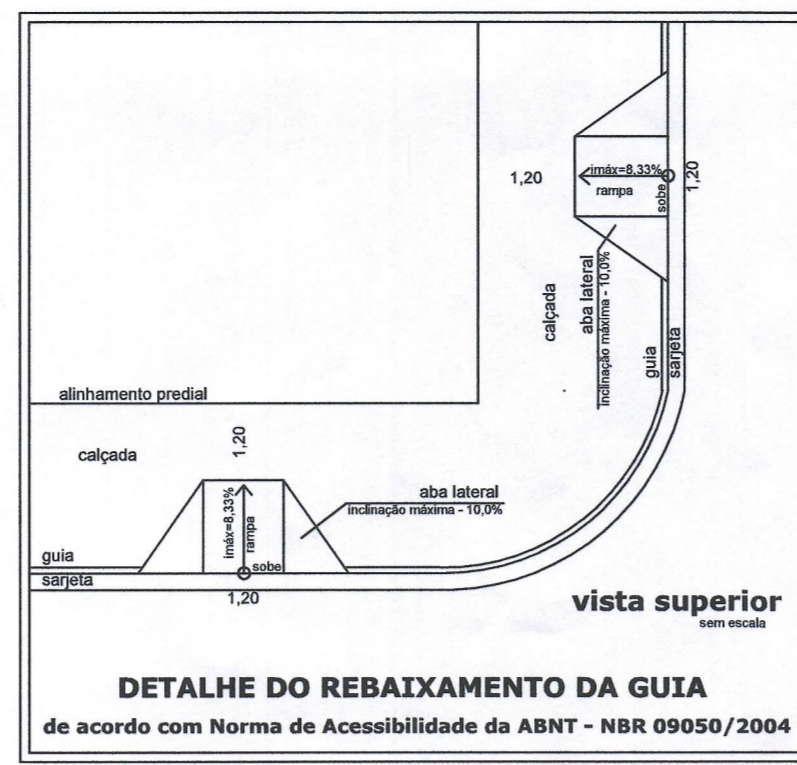 1,20
imáx=8,33%
rampa
sobe
1,20
aba lateral
inclinação máxima - 10,0%
calçada
guia
sarjeta
alinhamento predial
calçada
1,20
imáx=8,33%
rampa
sobe
aba lateral
inclinação máxima - 10,0%
guia
sarjeta
1,20
vista superior
sem escala
DETALHE DO REBAIXAMENTO DA GUIA
de acordo com Norma de Acessibilidade da ABNT - NBR 09050/2004